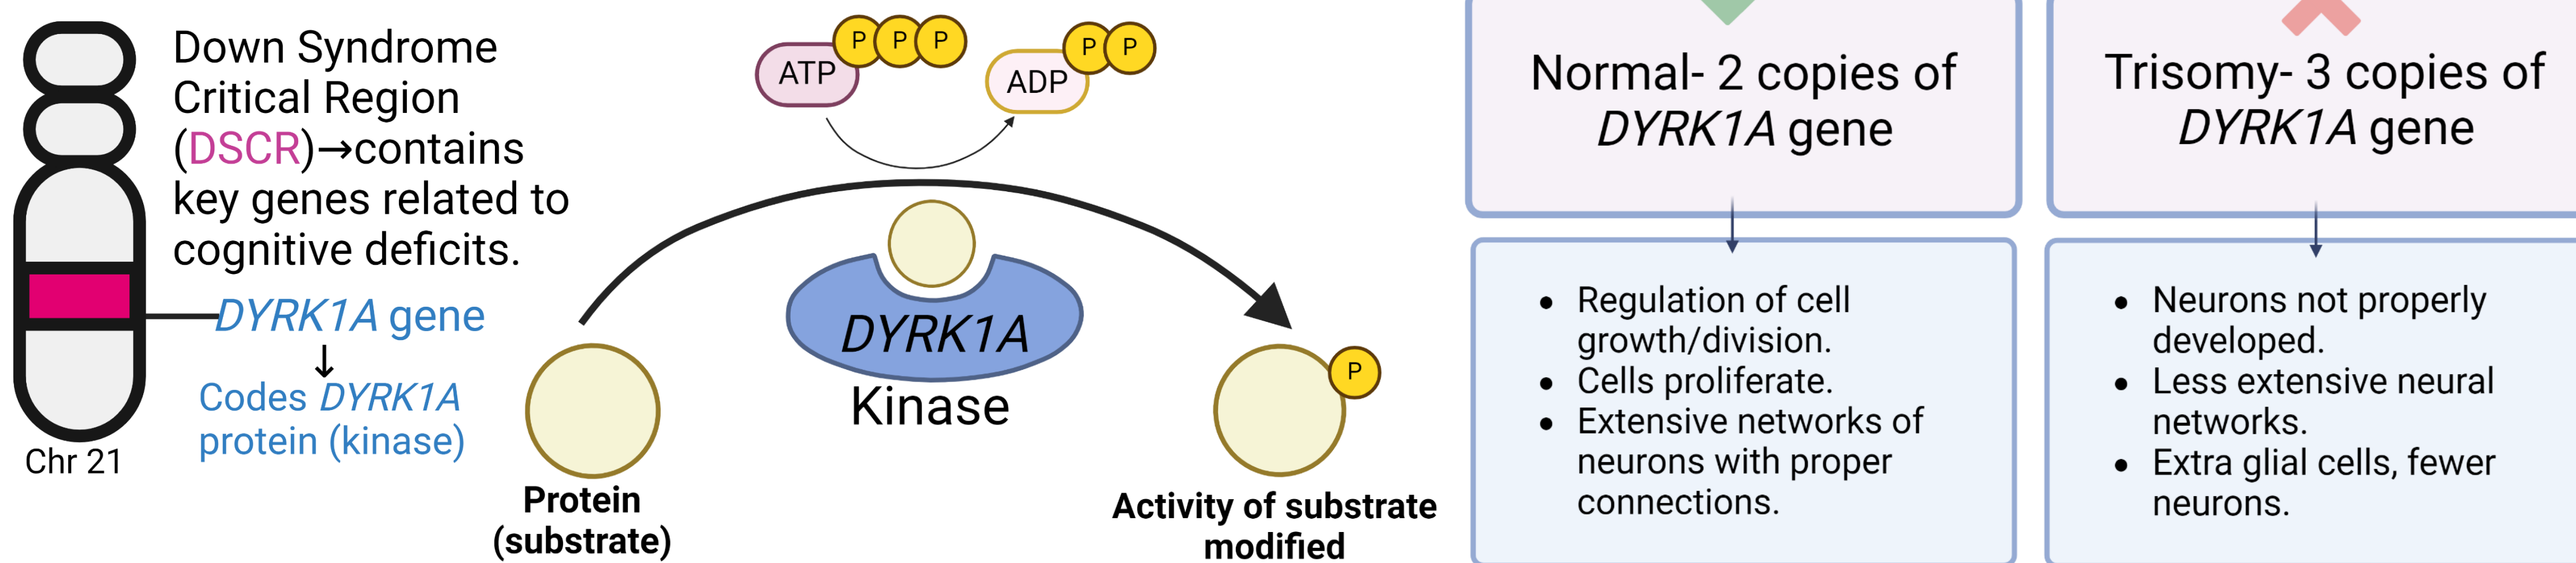 Down Syndrome
Critical Region
(DSCR)→contains
key genes related to
cognitive deficits.
DYRK1A gene
↓
Codes DYRK1A
protein (kinase)
Chr 21
ATP
P P P
ADP
P P
DYRK1A
Kinase
Protein
(substrate)
P
Activity of substrate
modified
Normal- 2 copies of
DYRK1A gene
• Regulation of cell
growth/division.
• Cells proliferate.
• Extensive networks of
neurons with proper
connections.
Trisomy- 3 copies of
DYRK1A gene
• Neurons not properly
developed.
• Less extensive neural
networks.
• Extra glial cells, fewer
neurons.